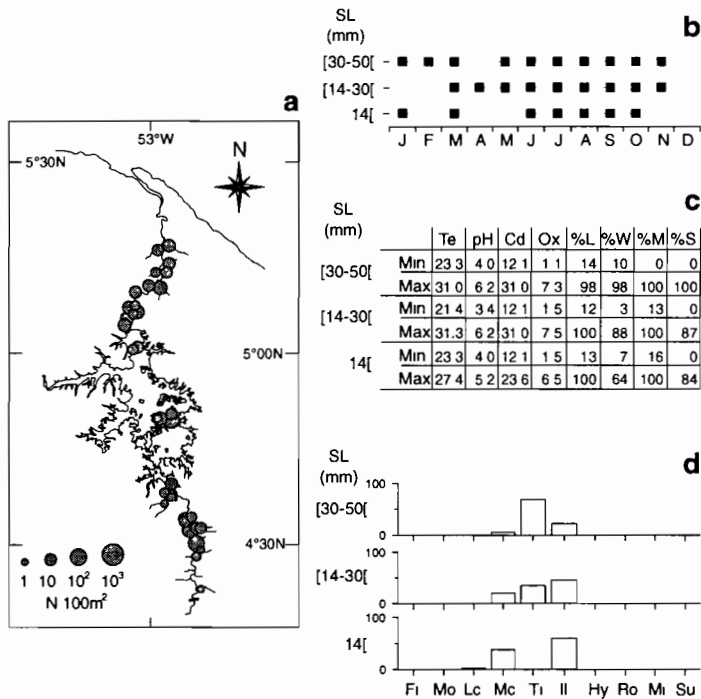 a
53°W
5°30N
N
5°00N
4°30N
1 10 10² 10³
N 100m²
b
SL
(mm)
[30-50[
[14-30[
14[
J F M A M J J A S O N D
c
SL
(mm)
Te pH Cd Ox %L %W %M %S
[30-50[
Min 23 3 4 0 12 1 1 1 14 10 0 0
Max 31 0 6 2 31 0 7 3 98 98 100 100
[14-30[
Min 21 4 3 4 12 1 1 5 12 3 13 0
Max 31.3 6 2 31 0 7 5 100 88 100 87
14[
Min 23 3 4 0 12 1 1 5 13 7 16 0
Max 27 4 5 2 23 6 6 5 100 64 100 84
d
SL
(mm)
100
[30-50[
0
100
[14-30[
0
100
14[
0
Fi Mo Lc Mc Ti Il Hy Ro Mi Su